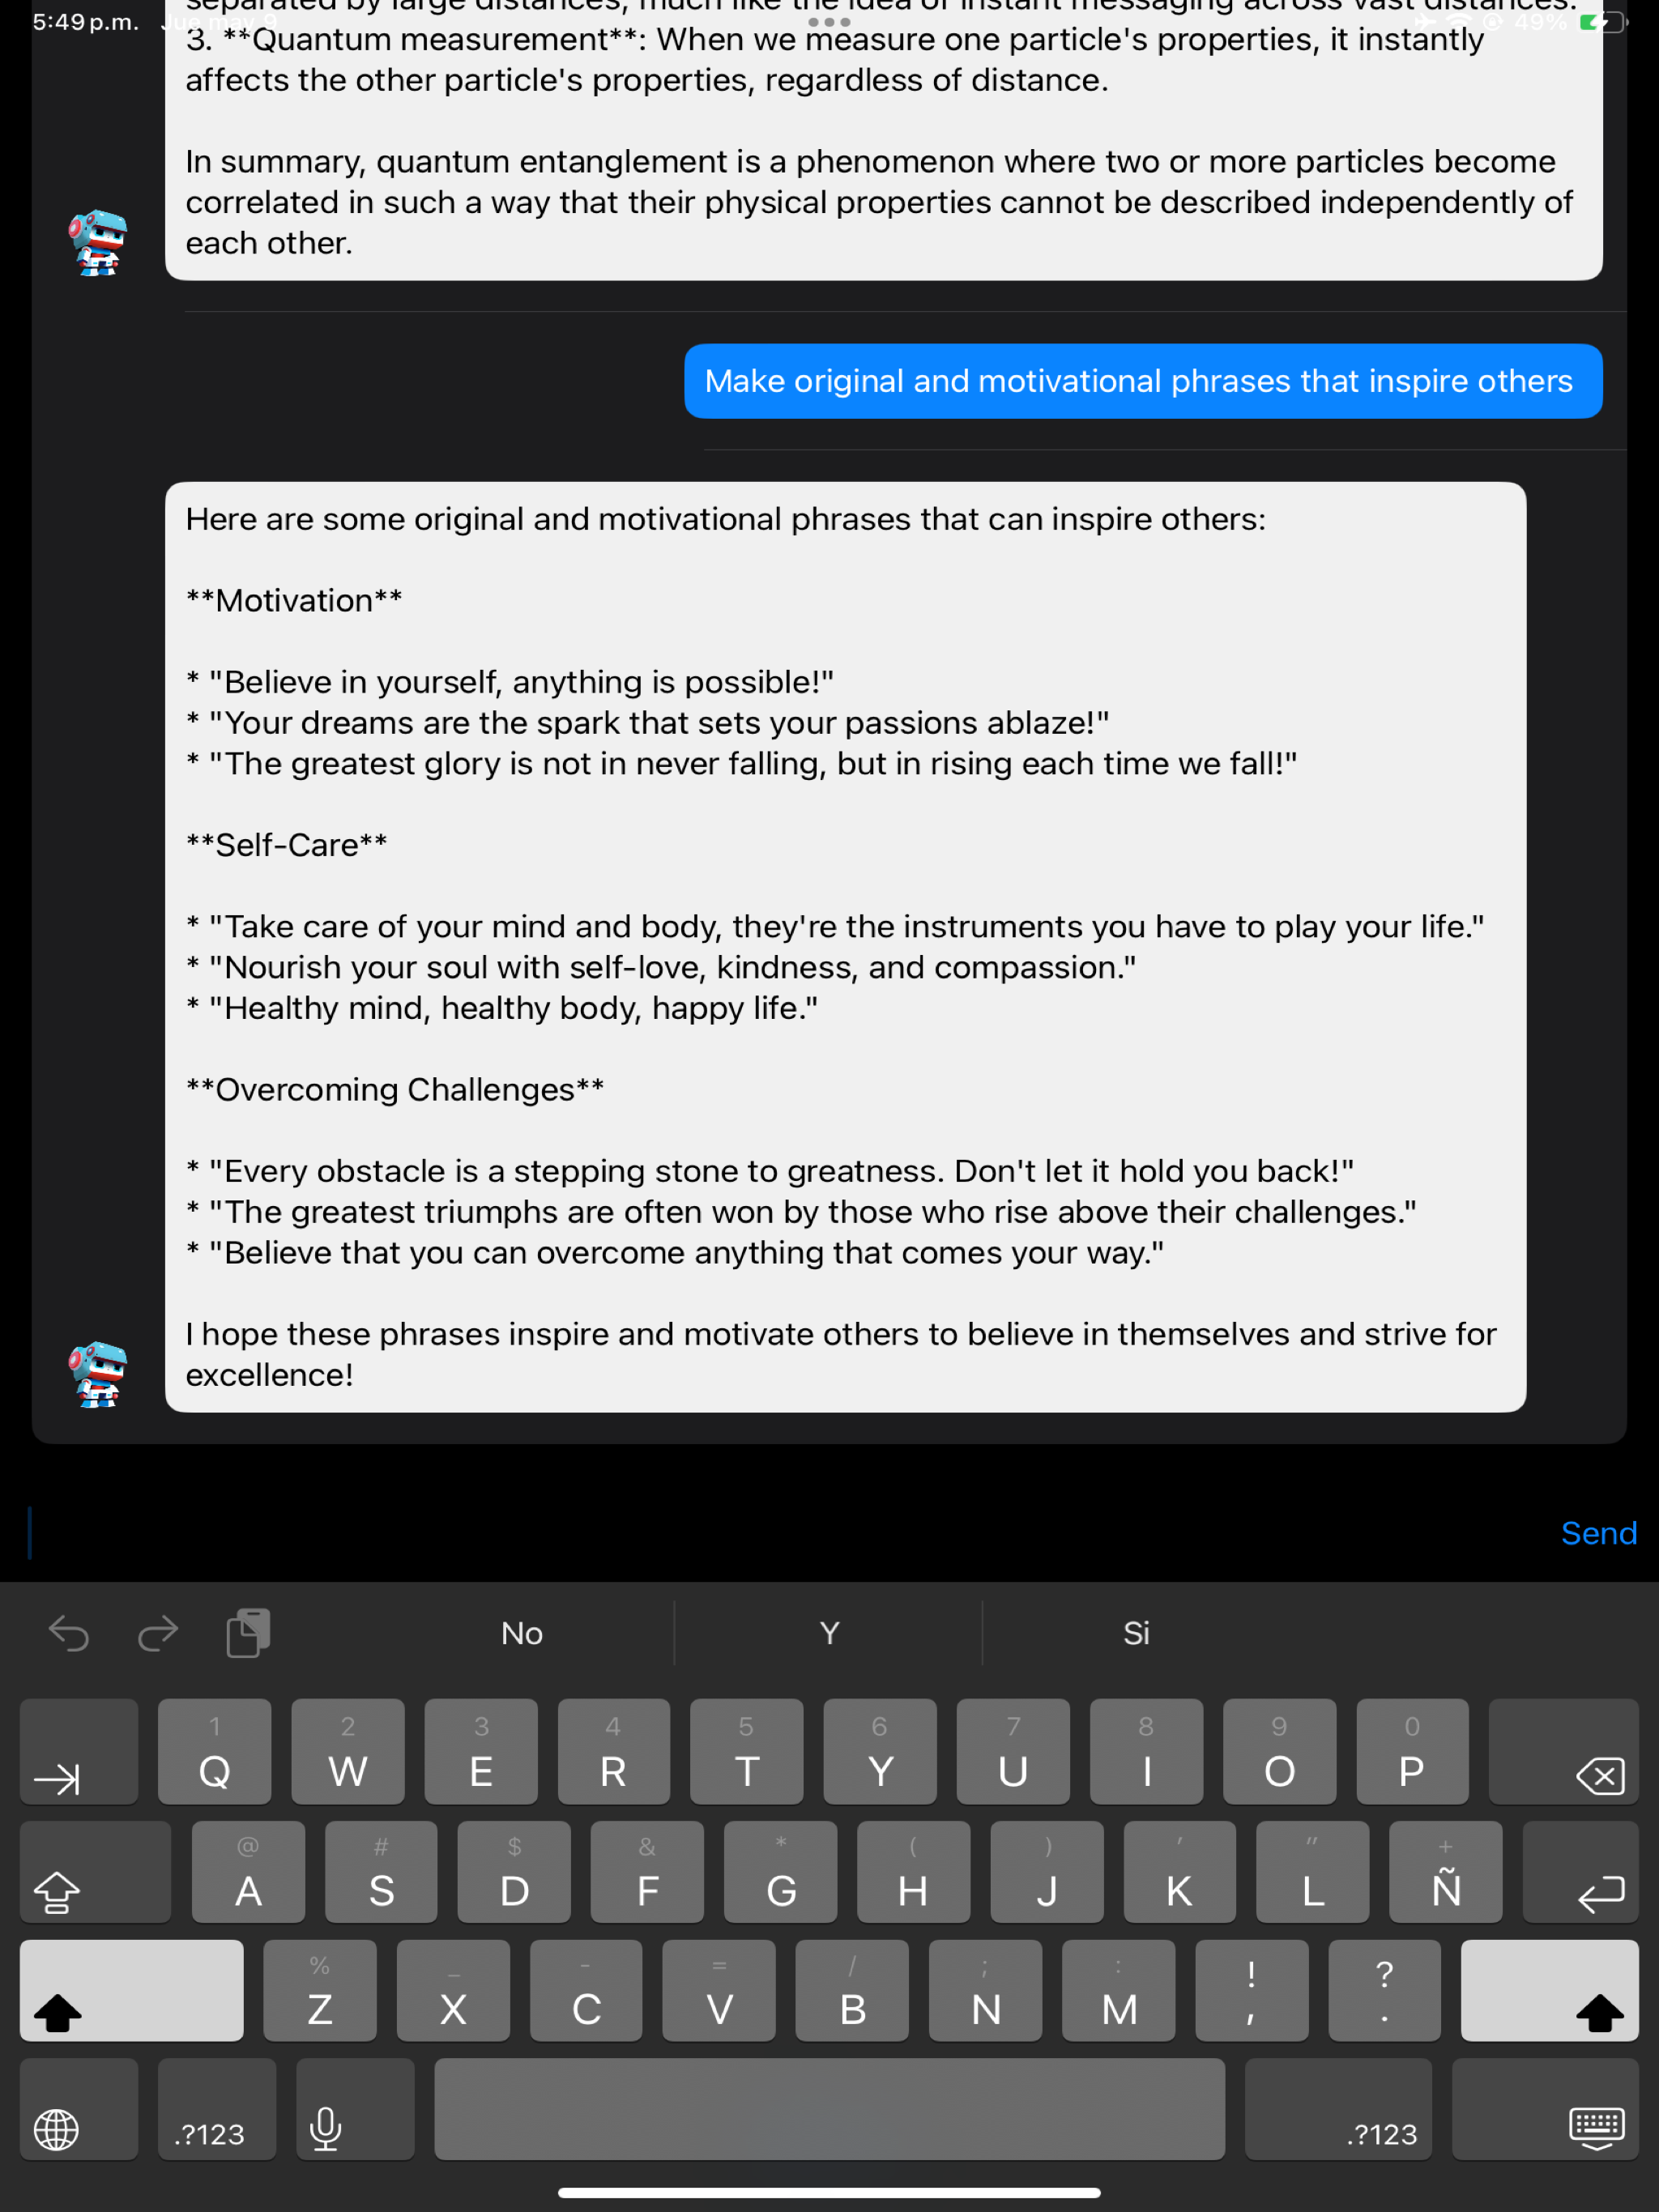 separated by large distances, much like the idea of instant messaging across vast distances.
5:49 p.m. Jue may 9
49%
3. **Quantum measurement**: When we measure one particle's properties, it instantly
affects the other particle's properties, regardless of distance.
In summary, quantum entanglement is a phenomenon where two or more particles become
correlated in such a way that their physical properties cannot be described independently of
each other.
Make original and motivational phrases that inspire others
Here are some original and motivational phrases that can inspire others:
**Motivation**
* "Believe in yourself, anything is possible!"
* "Your dreams are the spark that sets your passions ablaze!"
* "The greatest glory is not in never falling, but in rising each time we fall!"
**Self-Care**
* "Take care of your mind and body, they're the instruments you have to play your life."
* "Nourish your soul with self-love, kindness, and compassion."
* "Healthy mind, healthy body, happy life."
**Overcoming Challenges**
* "Every obstacle is a stepping stone to greatness. Don't let it hold you back!"
* "The greatest triumphs are often won by those who rise above their challenges."
* "Believe that you can overcome anything that comes your way."
I hope these phrases inspire and motivate others to believe in themselves and strive for
excellence!
Send
No Y Si
1 2 3 4 5 6 7 8 9 0
Q W E R T Y U I O P
@ # $ & * ( ) ' " +
A S D F G H J K L Ñ
% _ - = / ; : ! ?
Z X C V B N M , .
.?123 .?123